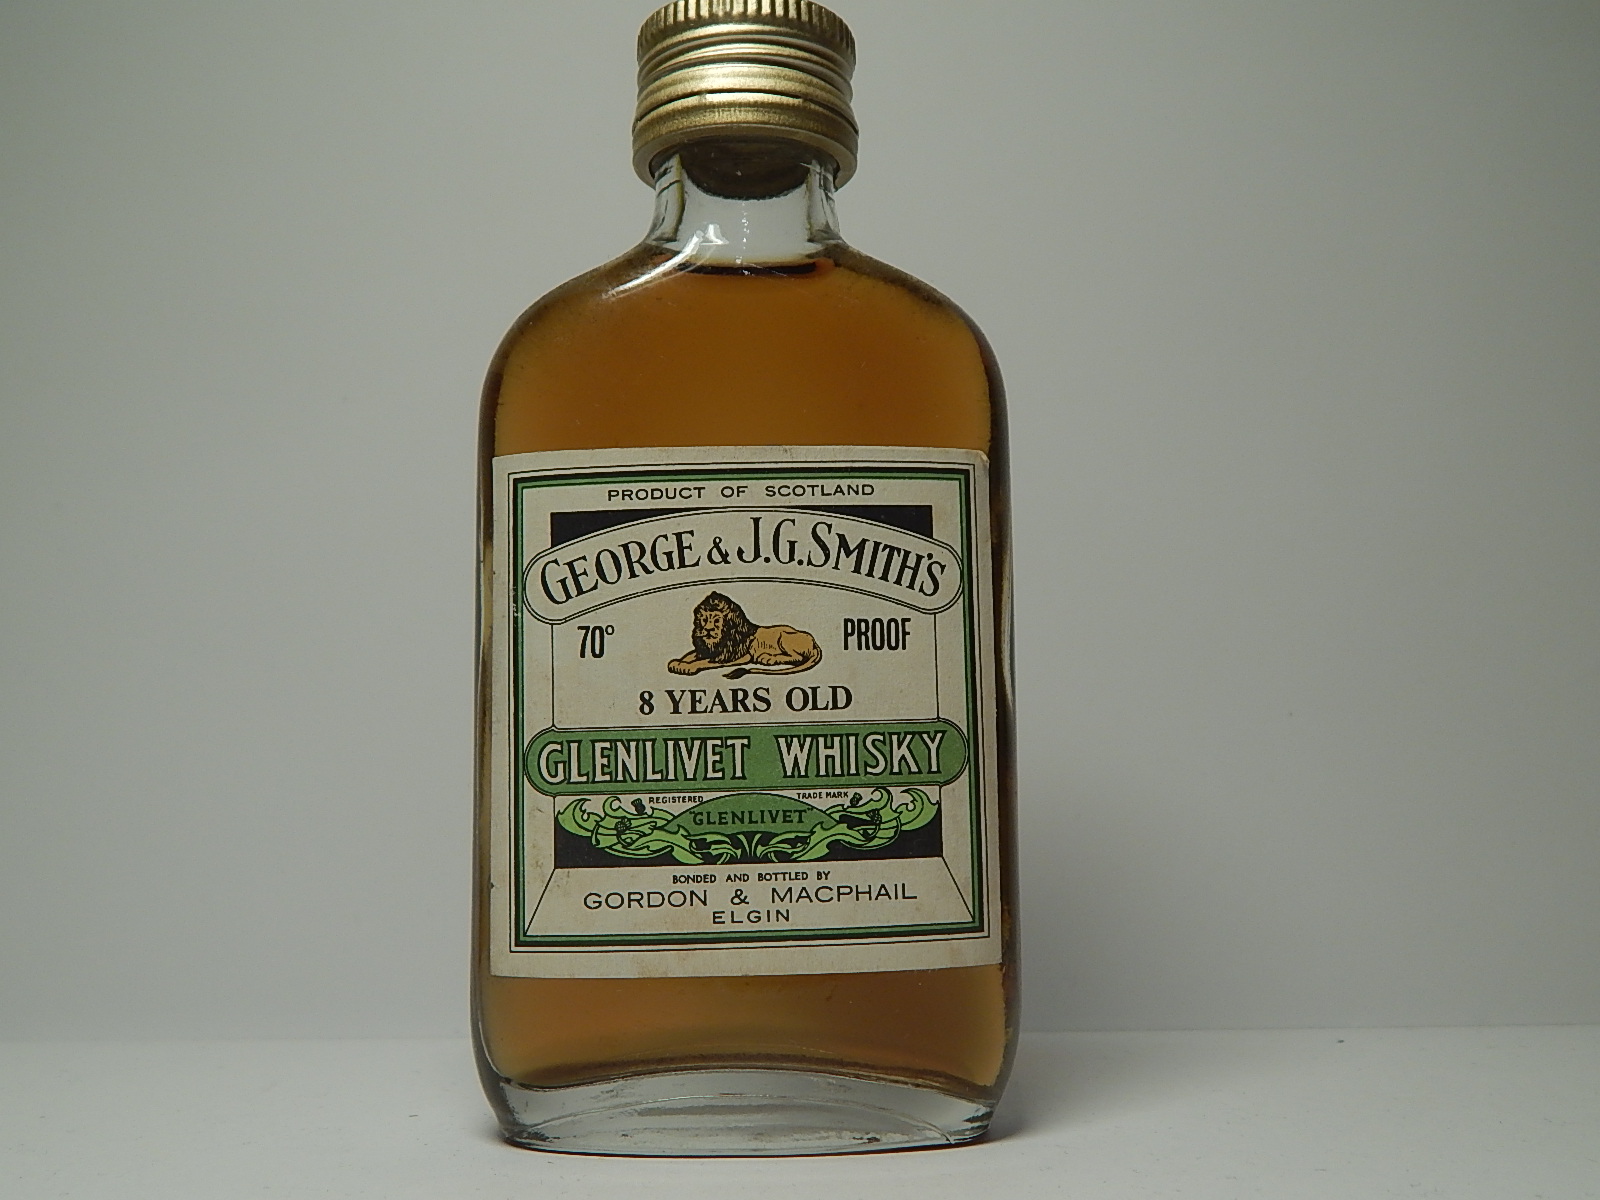 PRODUCT OF SCOTLAND
GEORGE & J.G. SMITH'S
70° PROOF
8 YEARS OLD
GLENLIVET WHISKY
REGISTERED TRADE MARK
"GLENLIVET"
BONDED AND BOTTLED BY
GORDON & MACPHAIL
ELGIN